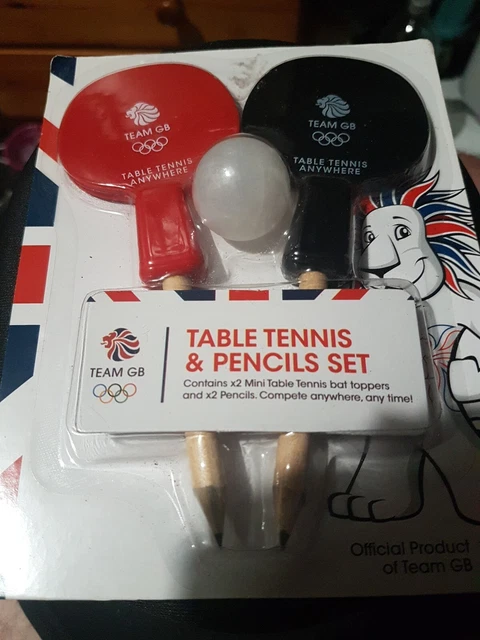 TEAM GB
TABLE TENNIS
ANYWHERE
TEAM GB
TABLE TENNIS
ANYWHERE
TEAM GB
TABLE TENNIS
& PENCILS SET
Contains x2 Mini Table Tennis bat toppers
and x2 Pencils. Compete anywhere, any time!
Official Product
of Team GB